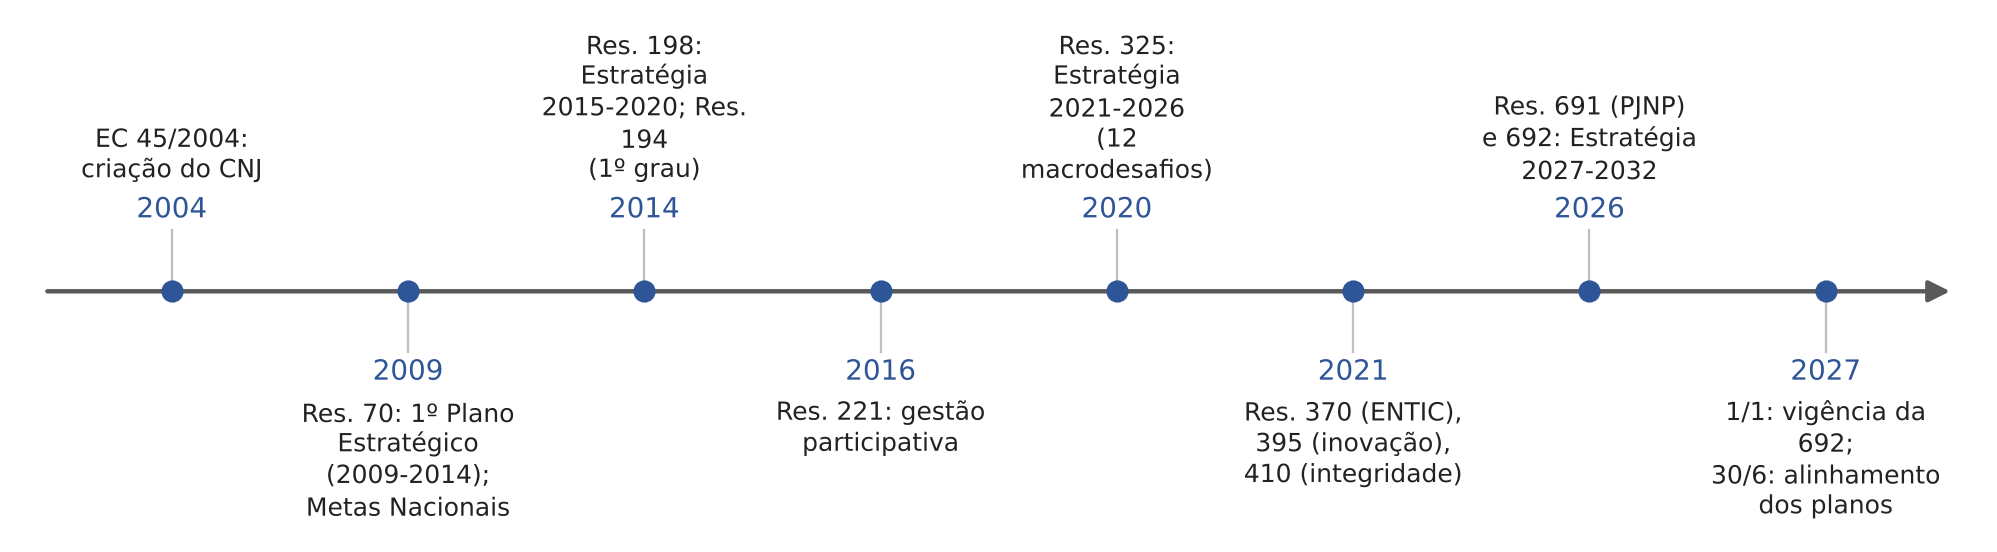 EC 45/2004:
criação do CNJ
2004
2009
Res. 70: 1º Plano
Estratégico
(2009-2014);
Metas Nacionais
Res. 198:
Estratégia
2015-2020; Res.
194
(1º grau)
2014
2016
Res. 221: gestão
participativa
Res. 325:
Estratégia
2021-2026
(12
macrodesafios)
2020
2021
Res. 370 (ENTIC),
395 (inovação),
410 (integridade)
Res. 691 (PJNP)
e 692: Estratégia
2027-2032
2026
2027
1/1: vigência da
692;
30/6: alinhamento
dos planos